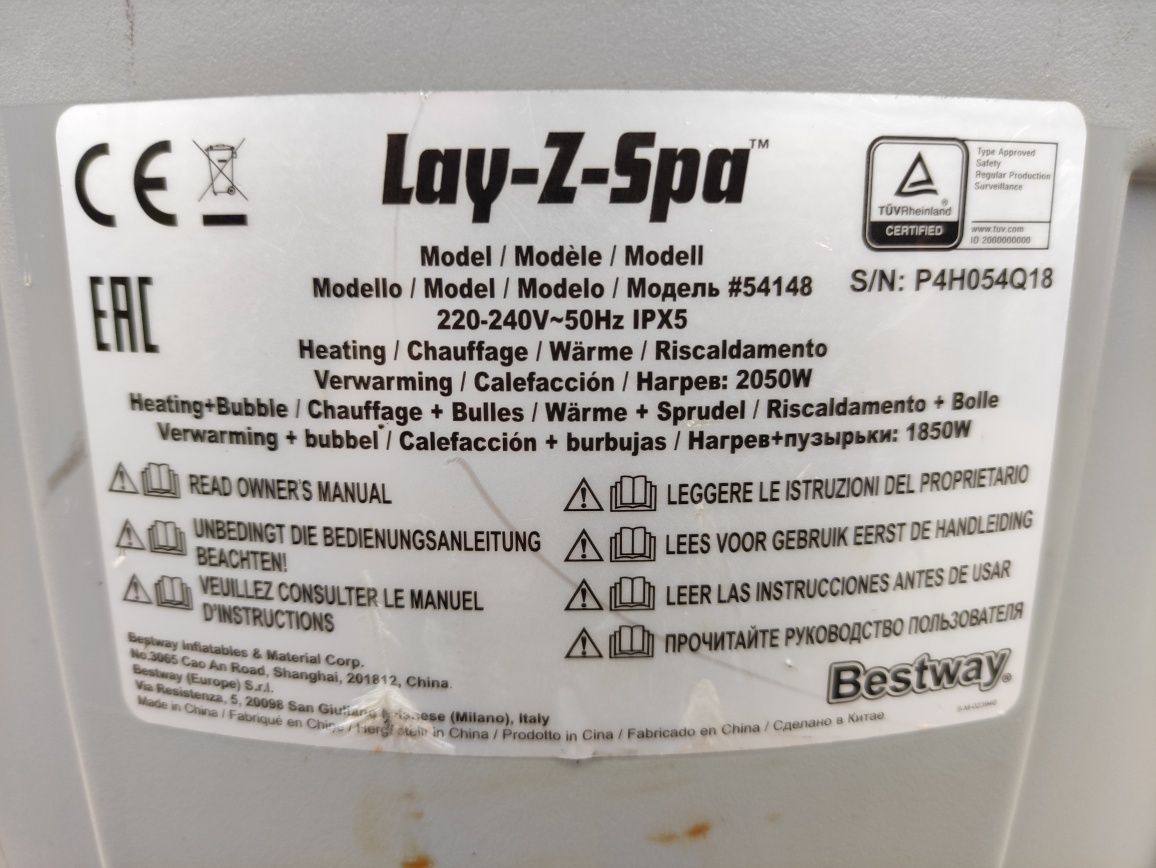 CE
Lay-Z-Spa™
TÜVRheinland®
CERTIFIED
Type Approved
Safety
Regular Production
Surveillance
www.tuv.com
ID 2000000000
EAC
Model / Modèle / Modell
Modello / Model / Modelo / Модель #54148
S/N: P4H054Q18
220-240V~50Hz IPX5
Heating / Chauffage / Wärme / Riscaldamento
Verwarming / Calefacción / Нагрев: 2050W
Heating+Bubble / Chauffage + Bulles / Wärme + Sprudel / Riscaldamento + Bolle
Verwarming + bubbel / Calefacción + burbujas / Нагрев+пузырьки: 1850W
READ OWNER'S MANUAL
UNBEDINGT DIE BEDIENUNGSANLEITUNG
BEACHTEN!
VEUILLEZ CONSULTER LE MANUEL
D'INSTRUCTIONS
LEGGERE LE ISTRUZIONI DEL PROPRIETARIO
LEES VOOR GEBRUIK EERST DE HANDLEIDING
LEER LAS INSTRUCCIONES ANTES DE USAR
ПРОЧИТАЙТЕ РУКОВОДСТВО ПОЛЬЗОВАТЕЛЯ
Bestway Inflatables & Material Corp.
No.3065 Cao An Road, Shanghai, 201812, China.
Bestway (Europe) S.r.l.
Via Resistenza, 5, 20098 San Giuliano (Milano), Italy
Made in China / Fabriqué en Chine / in China / Prodotto in Cina / Fabricado en China / Сделано в Китае
Bestway®